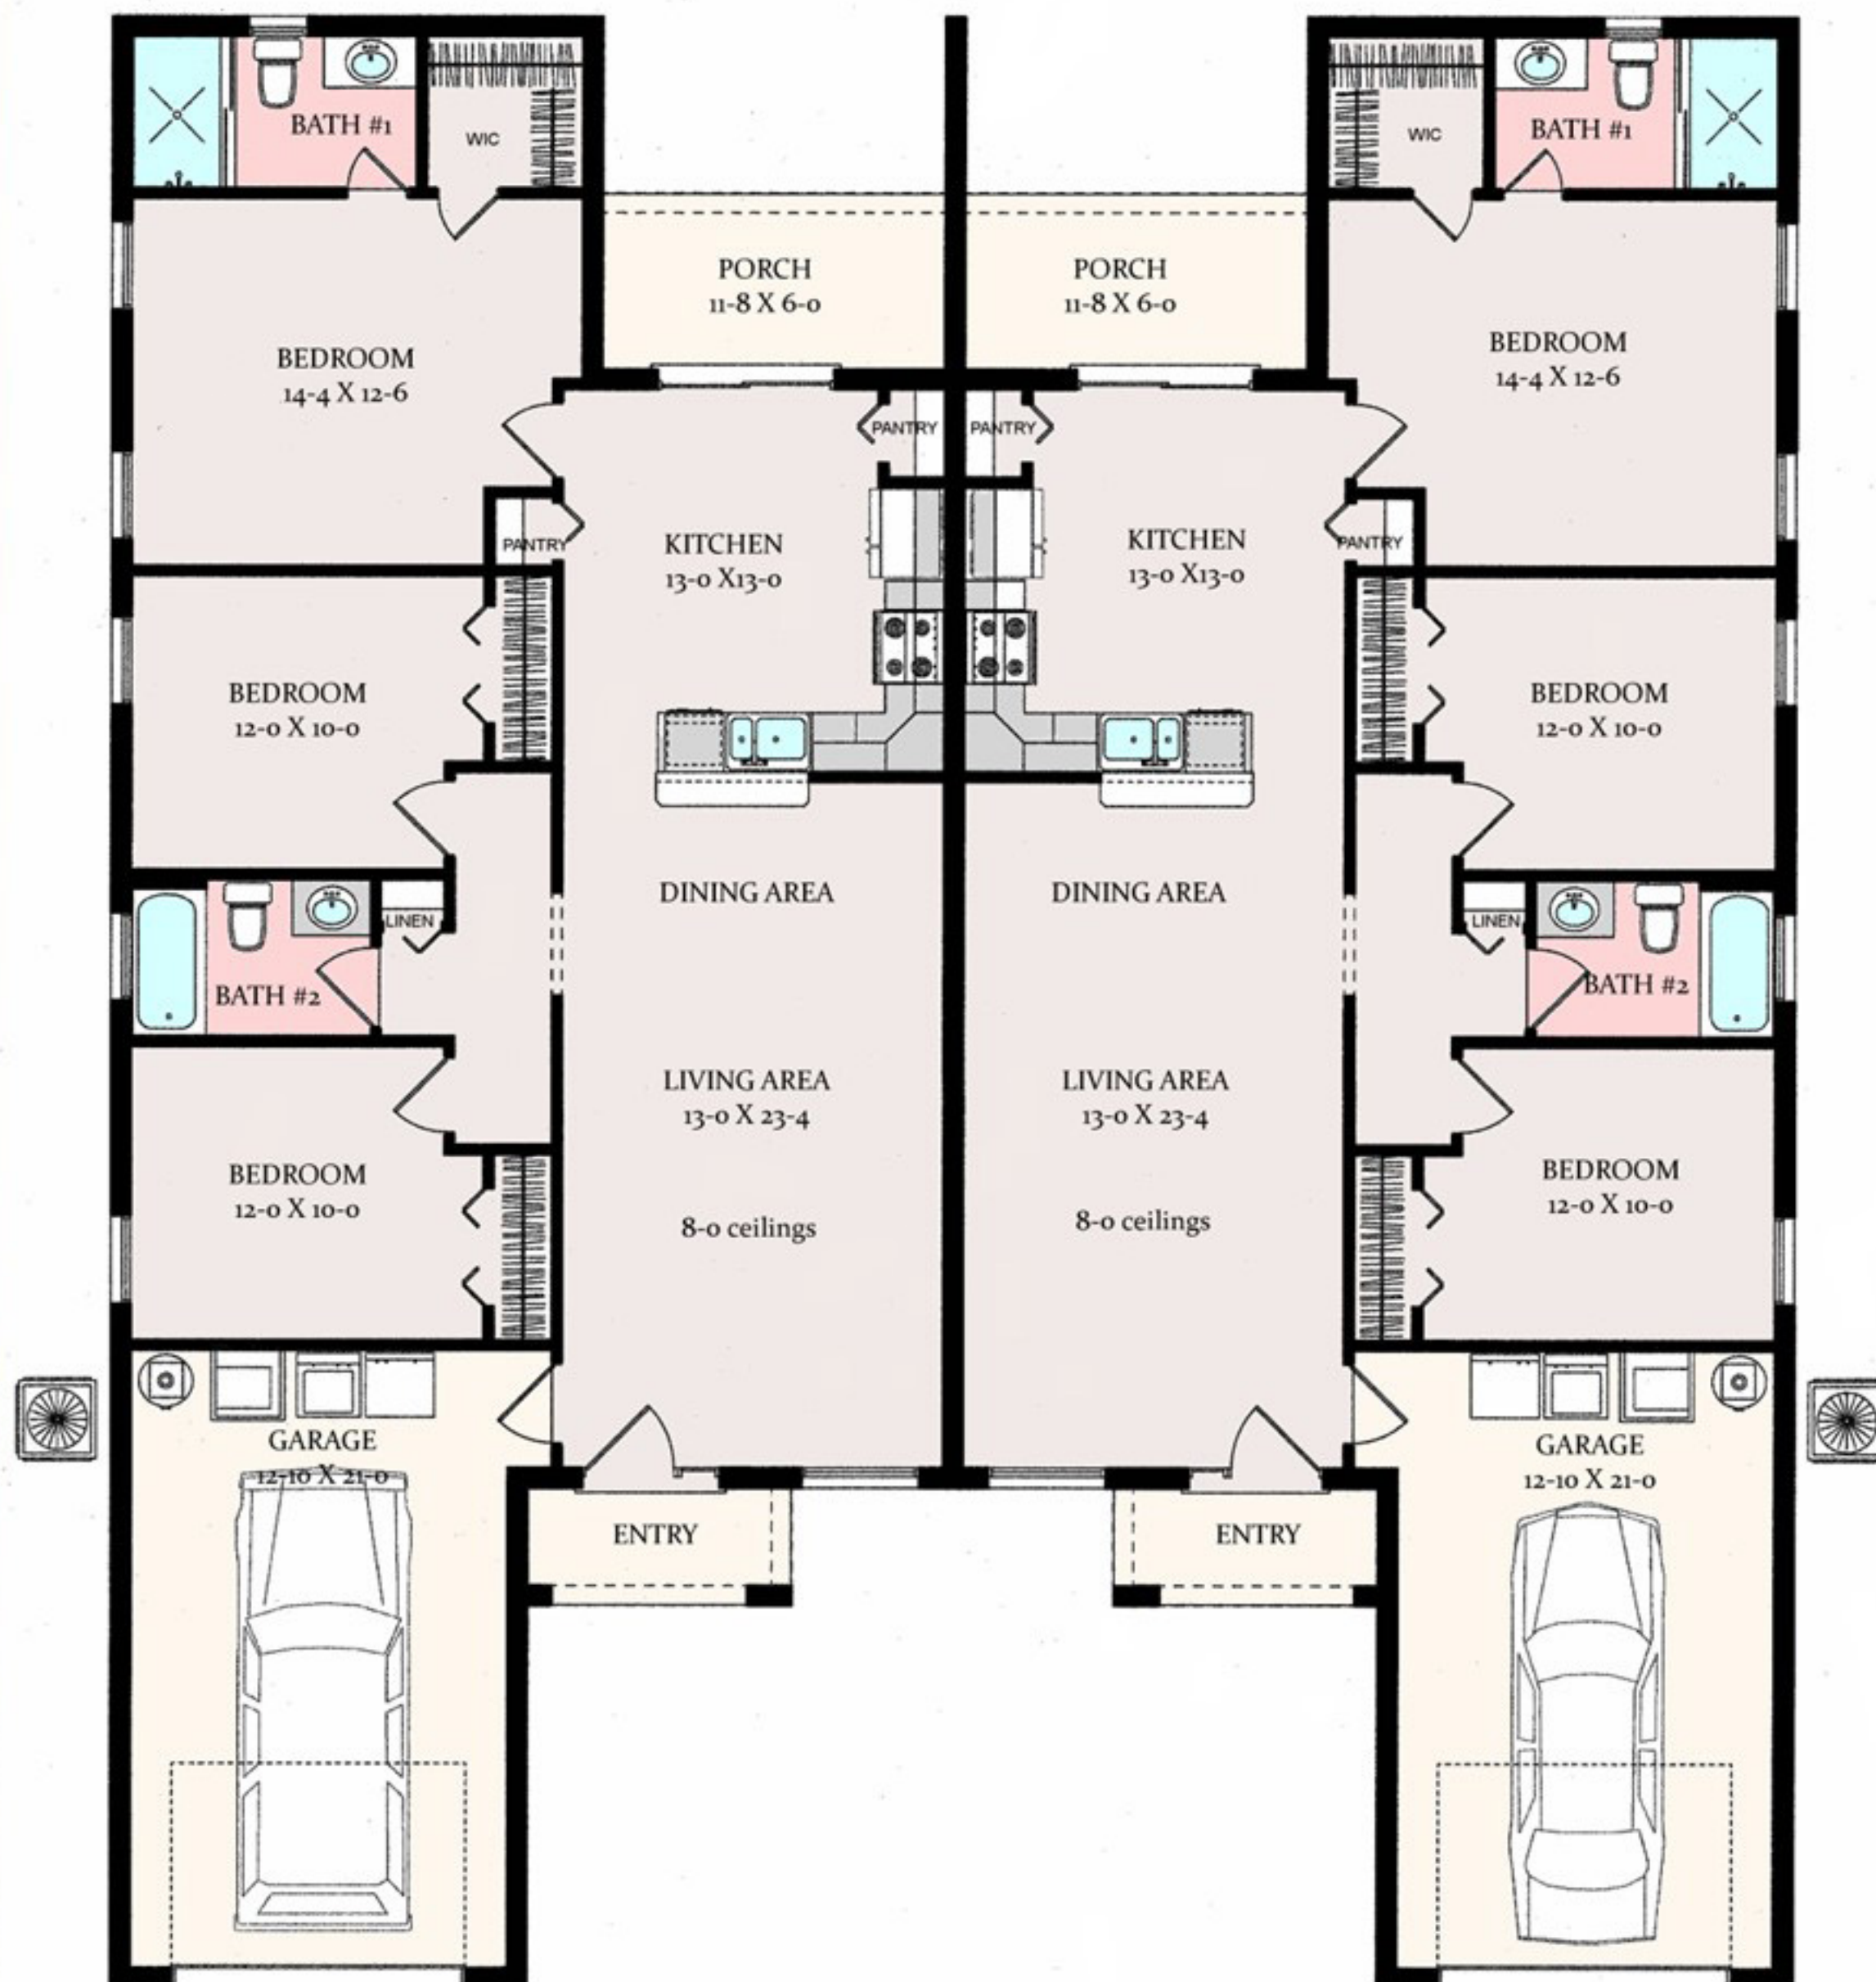 BATH #1
WIC
WIC
BATH #1
PORCH
11-8 X 6-0
PORCH
11-8 X 6-0
BEDROOM
14-4 X 12-6
BEDROOM
14-4 X 12-6
PANTRY
PANTRY
PANTRY
KITCHEN
13-0 X13-0
KITCHEN
13-0 X13-0
PANTRY
BEDROOM
12-0 X 10-0
BEDROOM
12-0 X 10-0
LINEN
DINING AREA
DINING AREA
LINEN
BATH #2
BATH #2
LIVING AREA
13-0 X 23-4
LIVING AREA
13-0 X 23-4
BEDROOM
12-0 X 10-0
BEDROOM
12-0 X 10-0
8-0 ceilings
8-0 ceilings
GARAGE
12-10 X 21-0
GARAGE
12-10 X 21-0
ENTRY
ENTRY